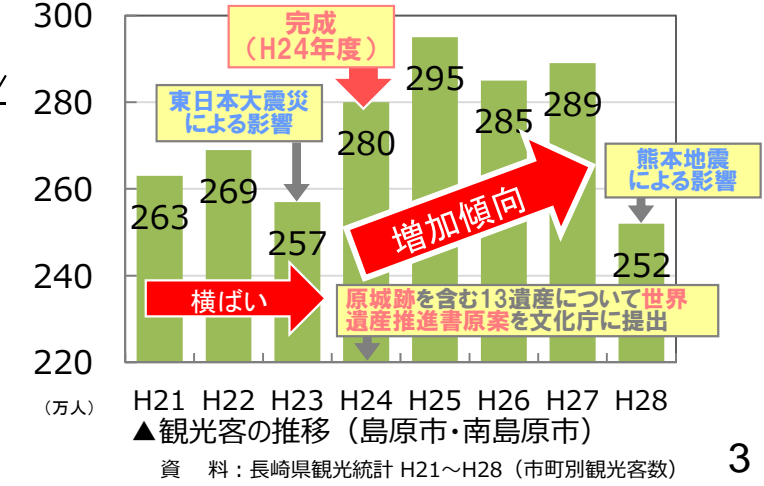 300
280
260
240
220
（万人）
完成
（H24年度）
東日本大震災
による影響
熊本地震
による影響
263
269
257
280
295
285
289
252
増加傾向
横ばい
原城跡を含む13遺産について世界
遺産推進書原案を文化庁に提出
H21 H22 H23 H24 H25 H26 H27 H28
▲観光客の推移（島原市・南島原市）
資　料：長崎県観光統計 H21～H28（市町別観光客数）
3